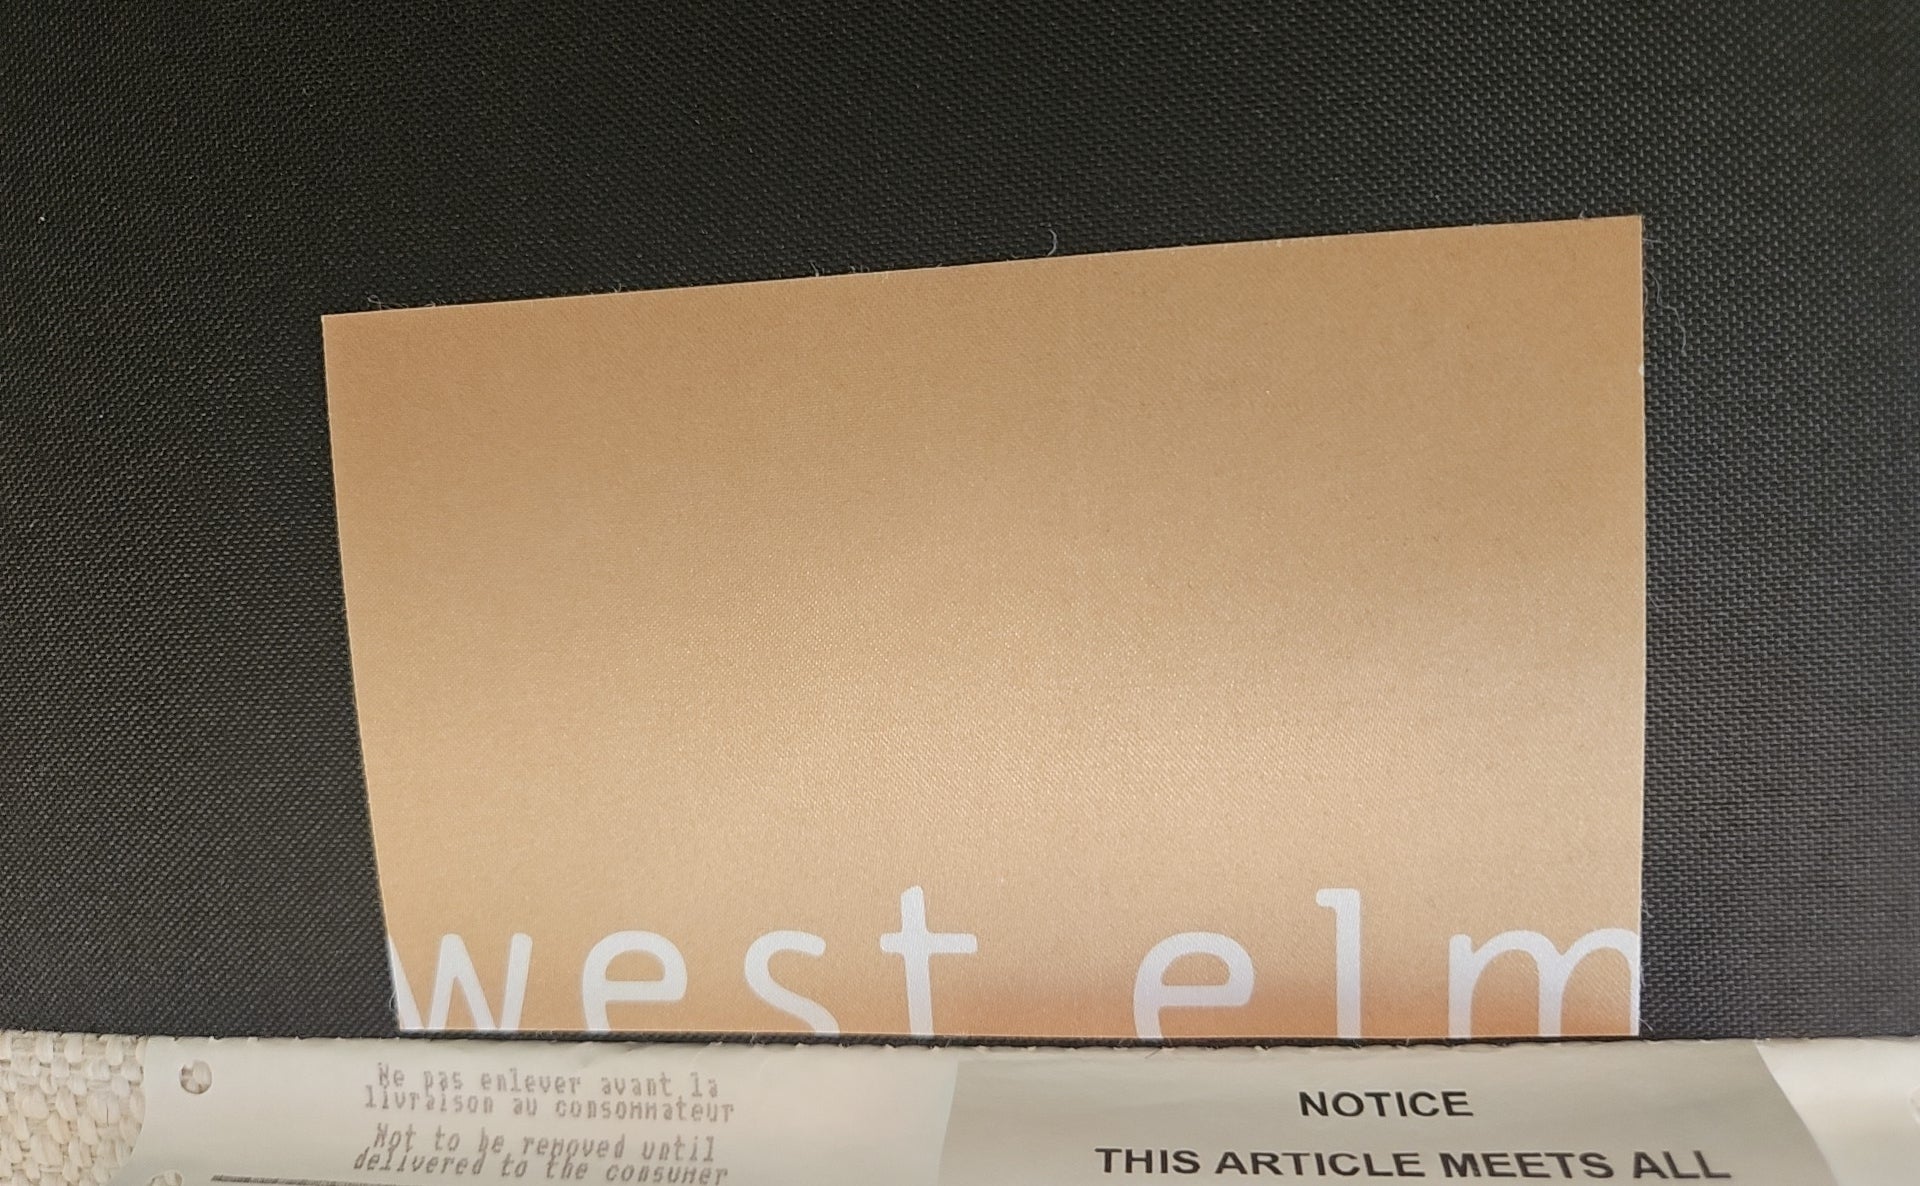 west elm
Ne pas enlever avant la
livraison au consommateur
Not to be removed until
delivered to the consumer
NOTICE
THIS ARTICLE MEETS ALL